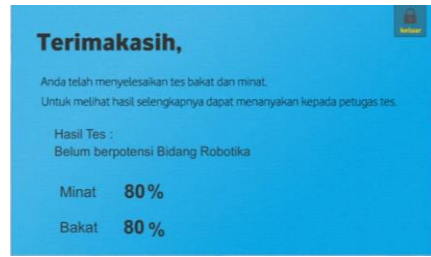 keluar
Terimakasih,
Anda telah menyelesaikan tes bakat dan minat.
Untuk melihat hasil selengkapnya dapat menanyakan kepada petugas tes.
Hasil Tes :
Belum berpotensi Bidang Robotika
Minat 80%
Bakat 80%